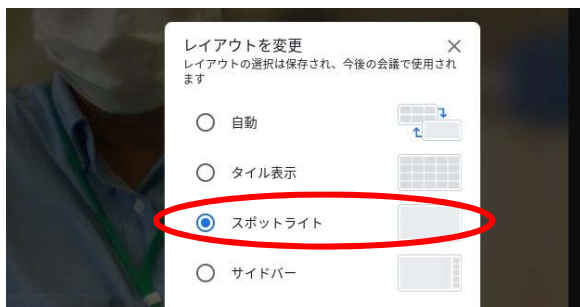 レイアウトを変更
レイアウトの選択は保存され、今後の会議で使用され
ます
自動
タイル表示
スポットライト
サイドバー